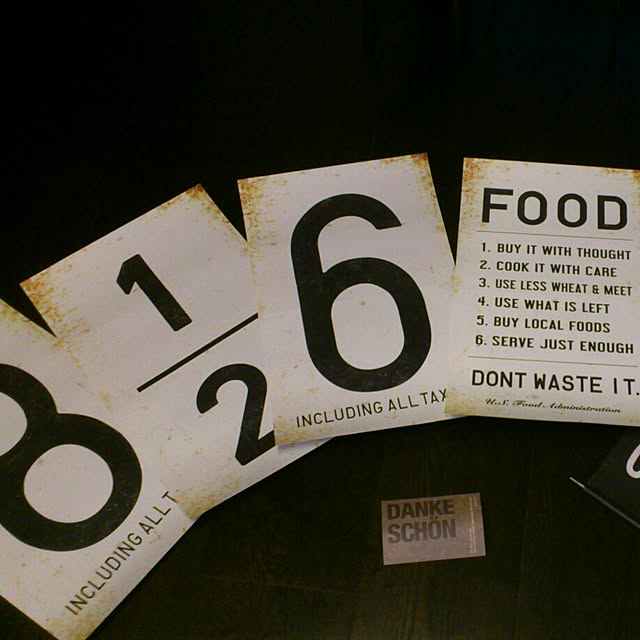 8
INCLUDING ALL T
1
2
6
INCLUDING ALL TAX
FOOD
1. BUY IT WITH THOUGHT
2. COOK IT WITH CARE
3. USE LESS WHEAT & MEET
4. USE WHAT IS LEFT
5. BUY LOCAL FOODS
6. SERVE JUST ENOUGH
DONT WASTE IT.
U.S. Food Administration
DANKE
SCHÖN